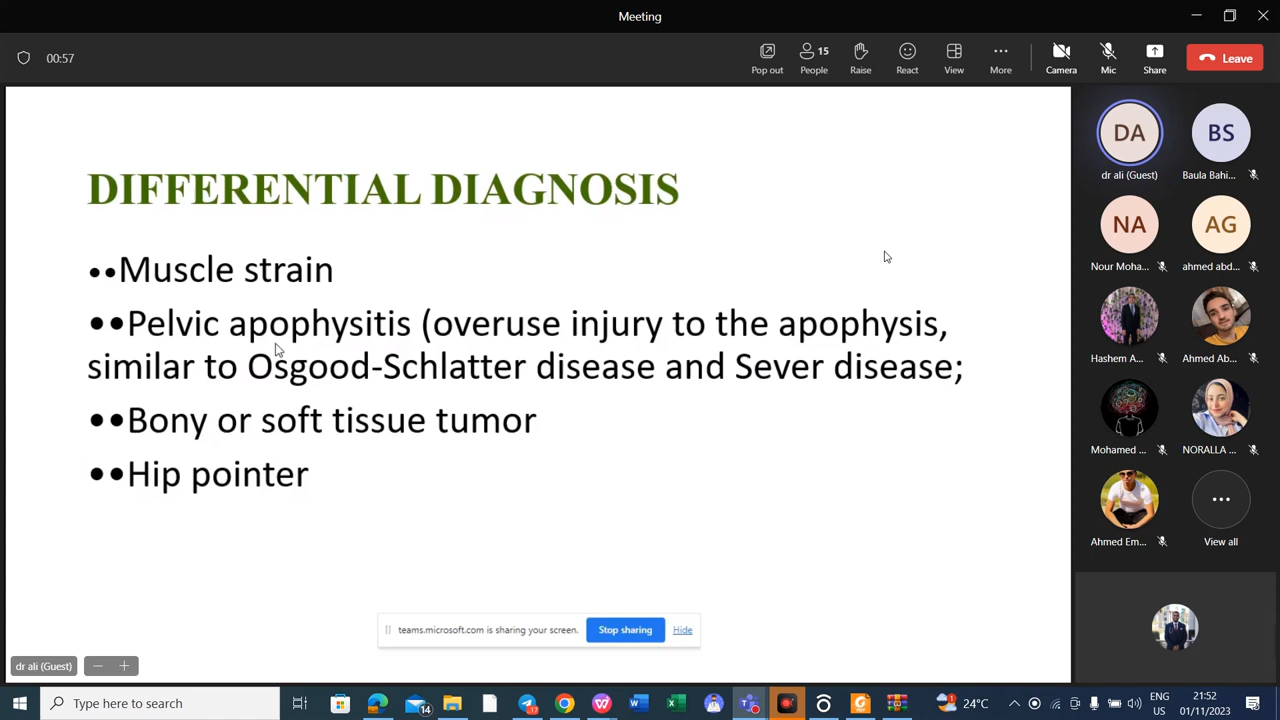 Meeting
00:57
Pop out
15
People
Raise
React
View
More
Camera
Mic
Share
Leave
DIFFERENTIAL DIAGNOSIS
••Muscle strain
••Pelvic apophysitis (overuse injury to the apophysis,
similar to Osgood-Schlatter disease and Sever disease;
••Bony or soft tissue tumor
••Hip pointer
DA
dr ali (Guest)
BS
Baula Bahi...
NA
Nour Moha...
AG
ahmed abd...
Hashem A...
Ahmed Ab...
Mohamed ...
NORALLA ...
Ahmed Em...
View all
teams.microsoft.com is sharing your screen.
Stop sharing
Hide
dr ali (Guest)
Type here to search
14
24°C
ENG
US
21:52
01/11/2023